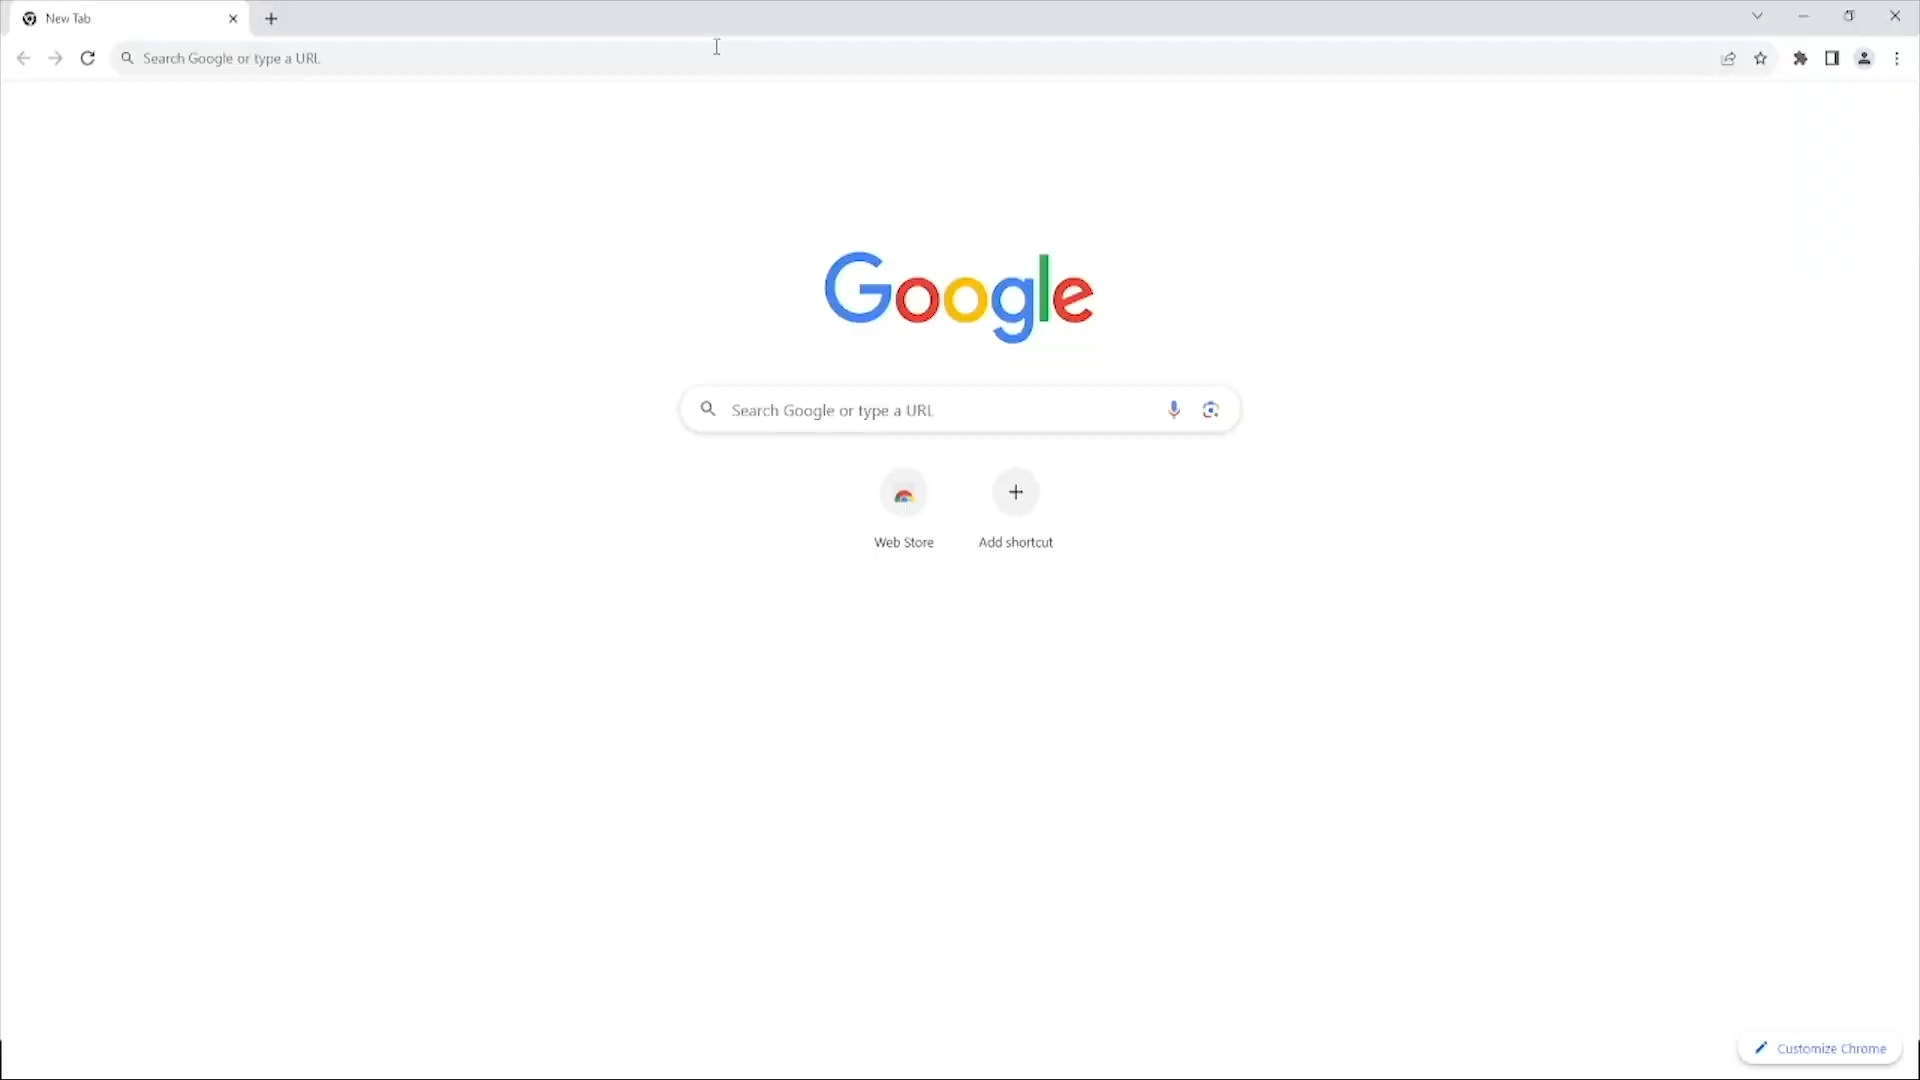 New Tab
Search Google or type a URL
Google
Search Google or type a URL
Web Store
Add shortcut
Customize Chrome